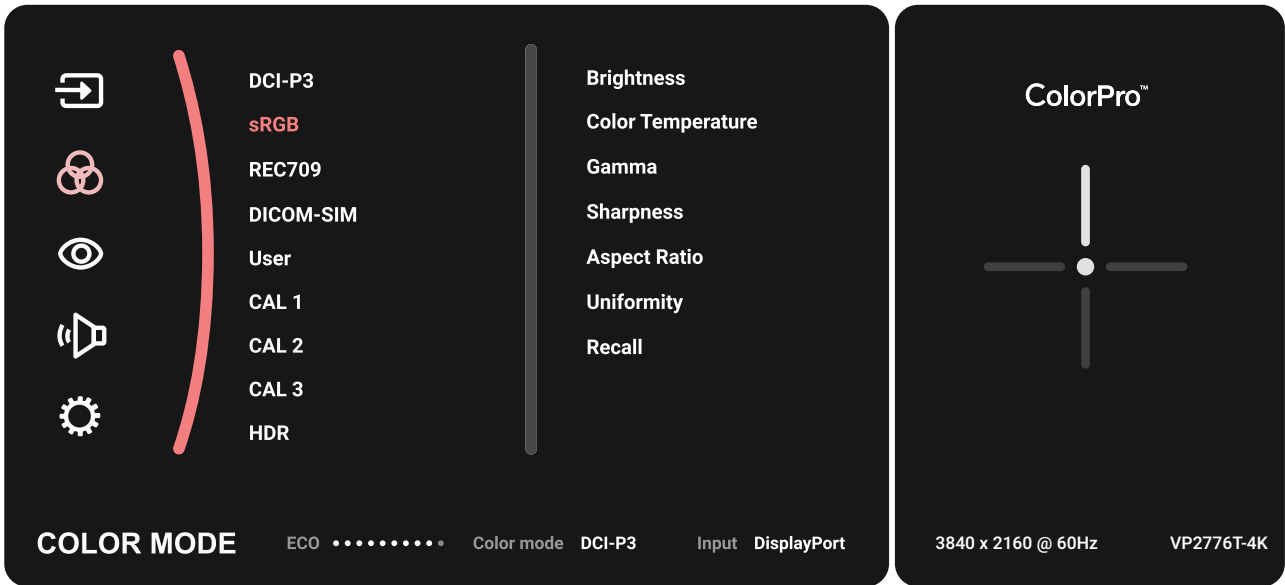 DCI-P3
sRGB
REC709
DICOM-SIM
User
CAL 1
CAL 2
CAL 3
HDR
Brightness
Color Temperature
Gamma
Sharpness
Aspect Ratio
Uniformity
Recall
COLOR MODE
ECO
Color mode DCI-P3
Input DisplayPort
ColorPro™
3840 x 2160 @ 60Hz
VP2776T-4K